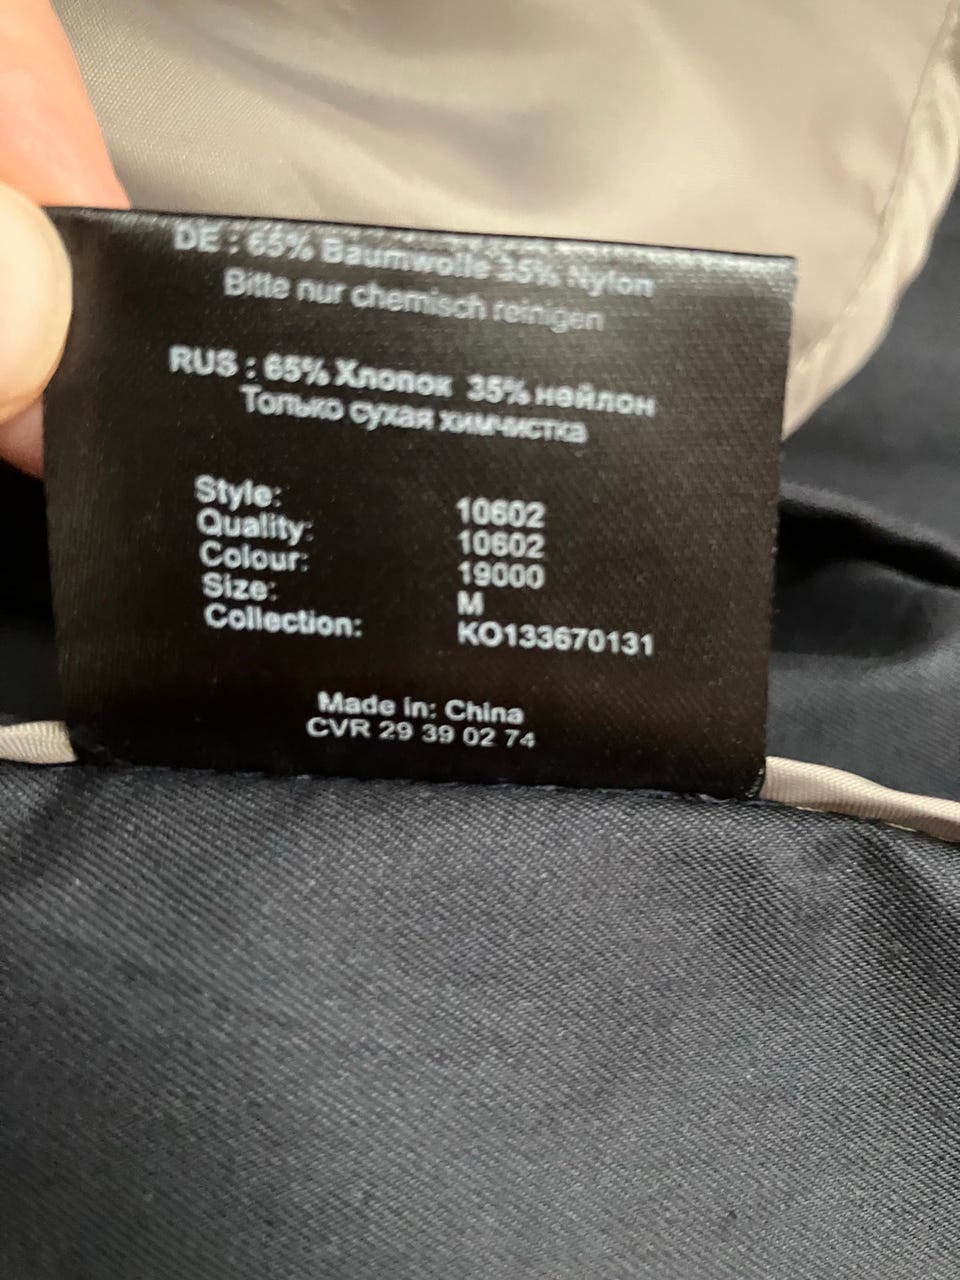 DE : 65% Baumwolle 35% Nylon
Bitte nur chemisch reinigen
RUS : 65% Хлопок 35% нейлон
Только сухая химчистка
Style: 10602
Quality: 10602
Colour: 19000
Size: M
Collection: KO133670131
Made in: China
CVR 29 39 02 74